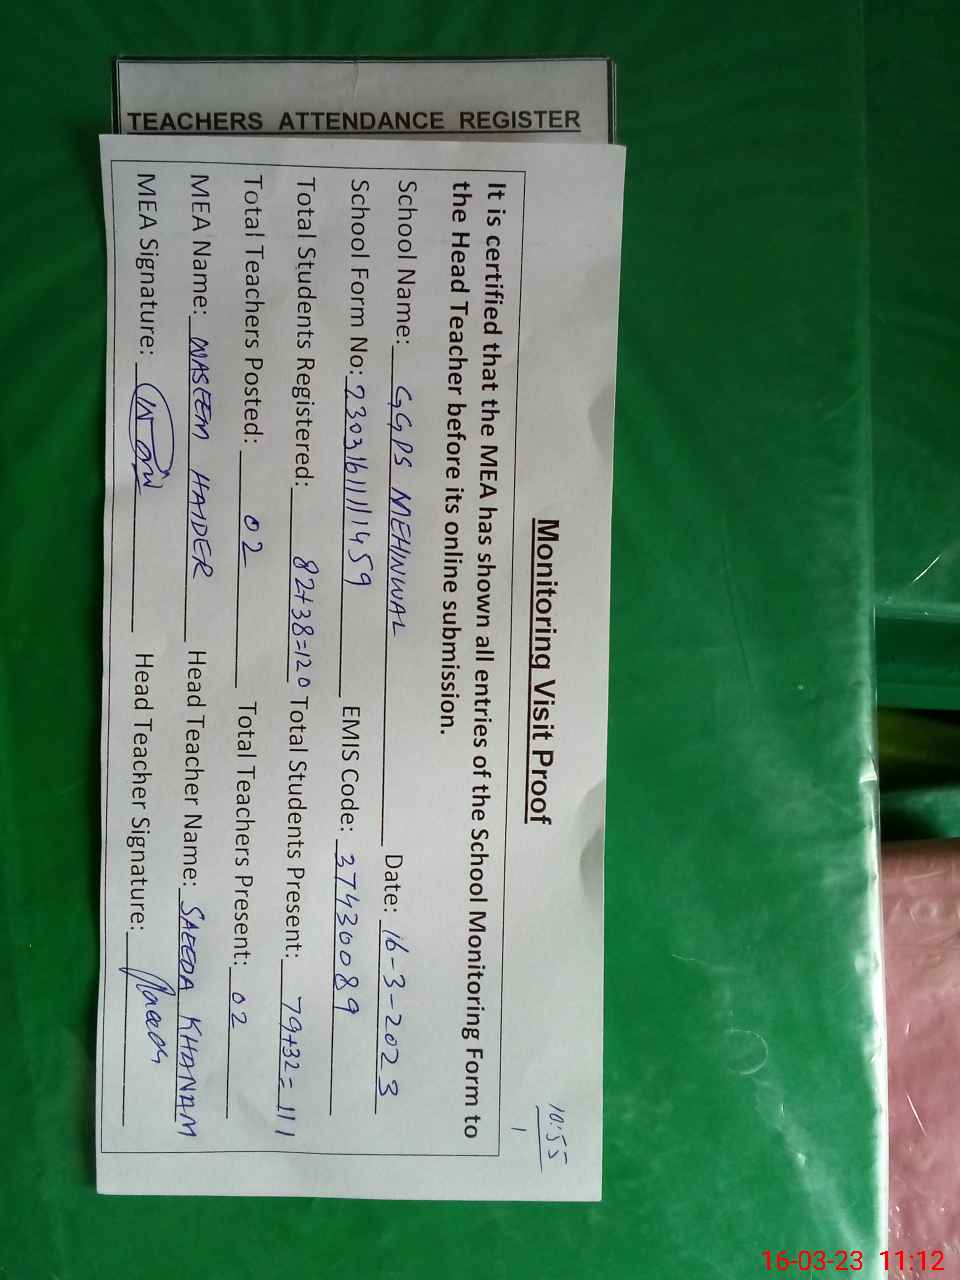 TEACHERS ATTENDANCE REGISTER
10:55
Monitoring Visit Proof
It is certified that the MEA has shown all entries of the School Monitoring Form to
the Head Teacher before its online submission.
School Name: GGPS MEHNWAL Date: 16-3-2023
School Form No: 230316111459 EMIS Code: 37430089
Total Students Registered: 82+38=120 Total Students Present: 79+32=111
Total Teachers Posted: 02 Total Teachers Present: 02
MEA Name: WASEEM HAIDER Head Teacher Name: SAEEDA KHANAM
MEA Signature: Head Teacher Signature:
16-03-23 11:12